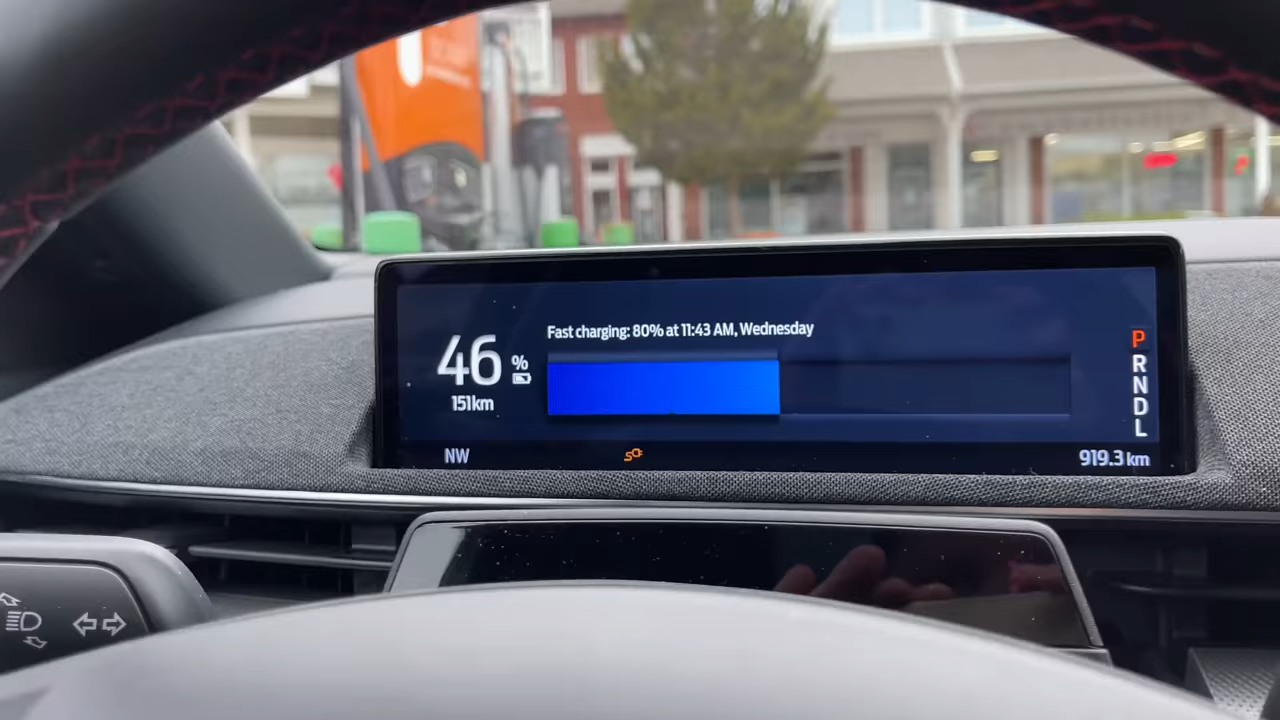 Fast charging: 80% at 11:43 AM, Wednesday
46 %
151km
P
R
N
D
L
NW
919.3 km